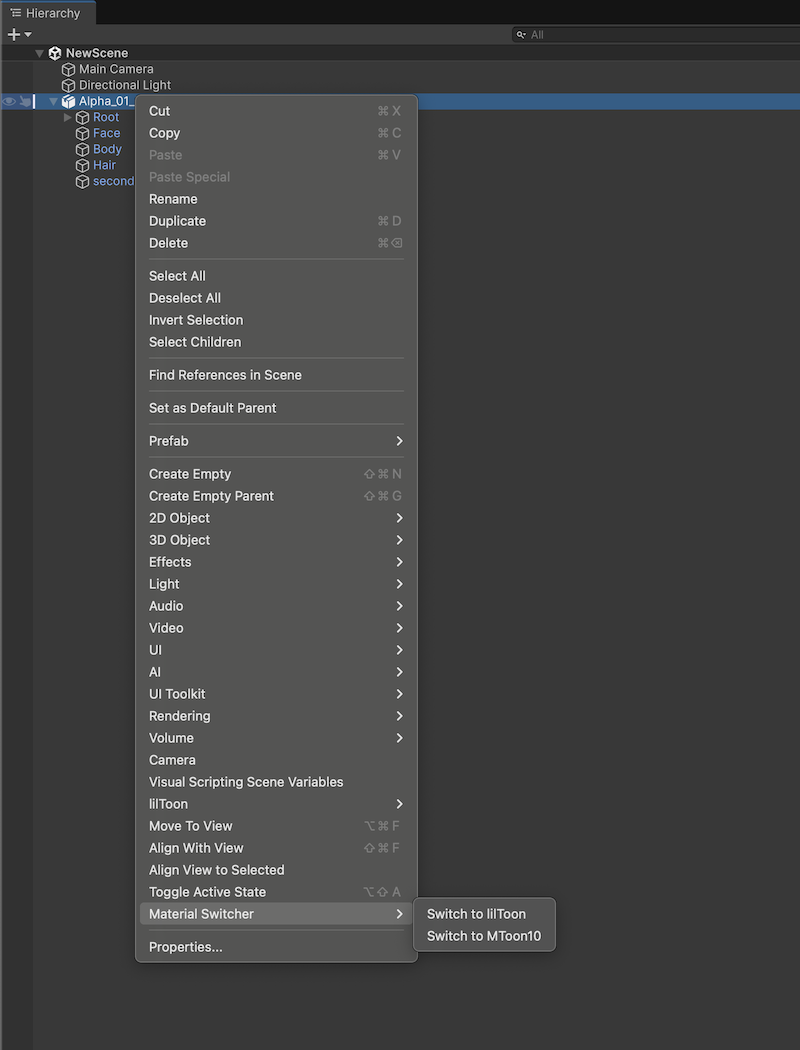 Hierarchy
All
NewScene
Main Camera
Directional Light
Alpha_01_
Root
Face
Body
Hair
second
Cut ⌘ X
Copy ⌘ C
Paste ⌘ V
Paste Special
Rename
Duplicate ⌘ D
Delete ⌘ ⌫
Select All
Deselect All
Invert Selection
Select Children
Find References in Scene
Set as Default Parent
Prefab
Create Empty ⇧ ⌘ N
Create Empty Parent ⇧ ⌘ G
2D Object
3D Object
Effects
Light
Audio
Video
UI
AI
UI Toolkit
Rendering
Volume
Camera
Visual Scripting Scene Variables
lilToon
Move To View ⌥ ⌘ F
Align With View ⇧ ⌘ F
Align View to Selected
Toggle Active State ⌥ ⇧ A
Material Switcher
Switch to lilToon
Switch to MToon10
Properties...